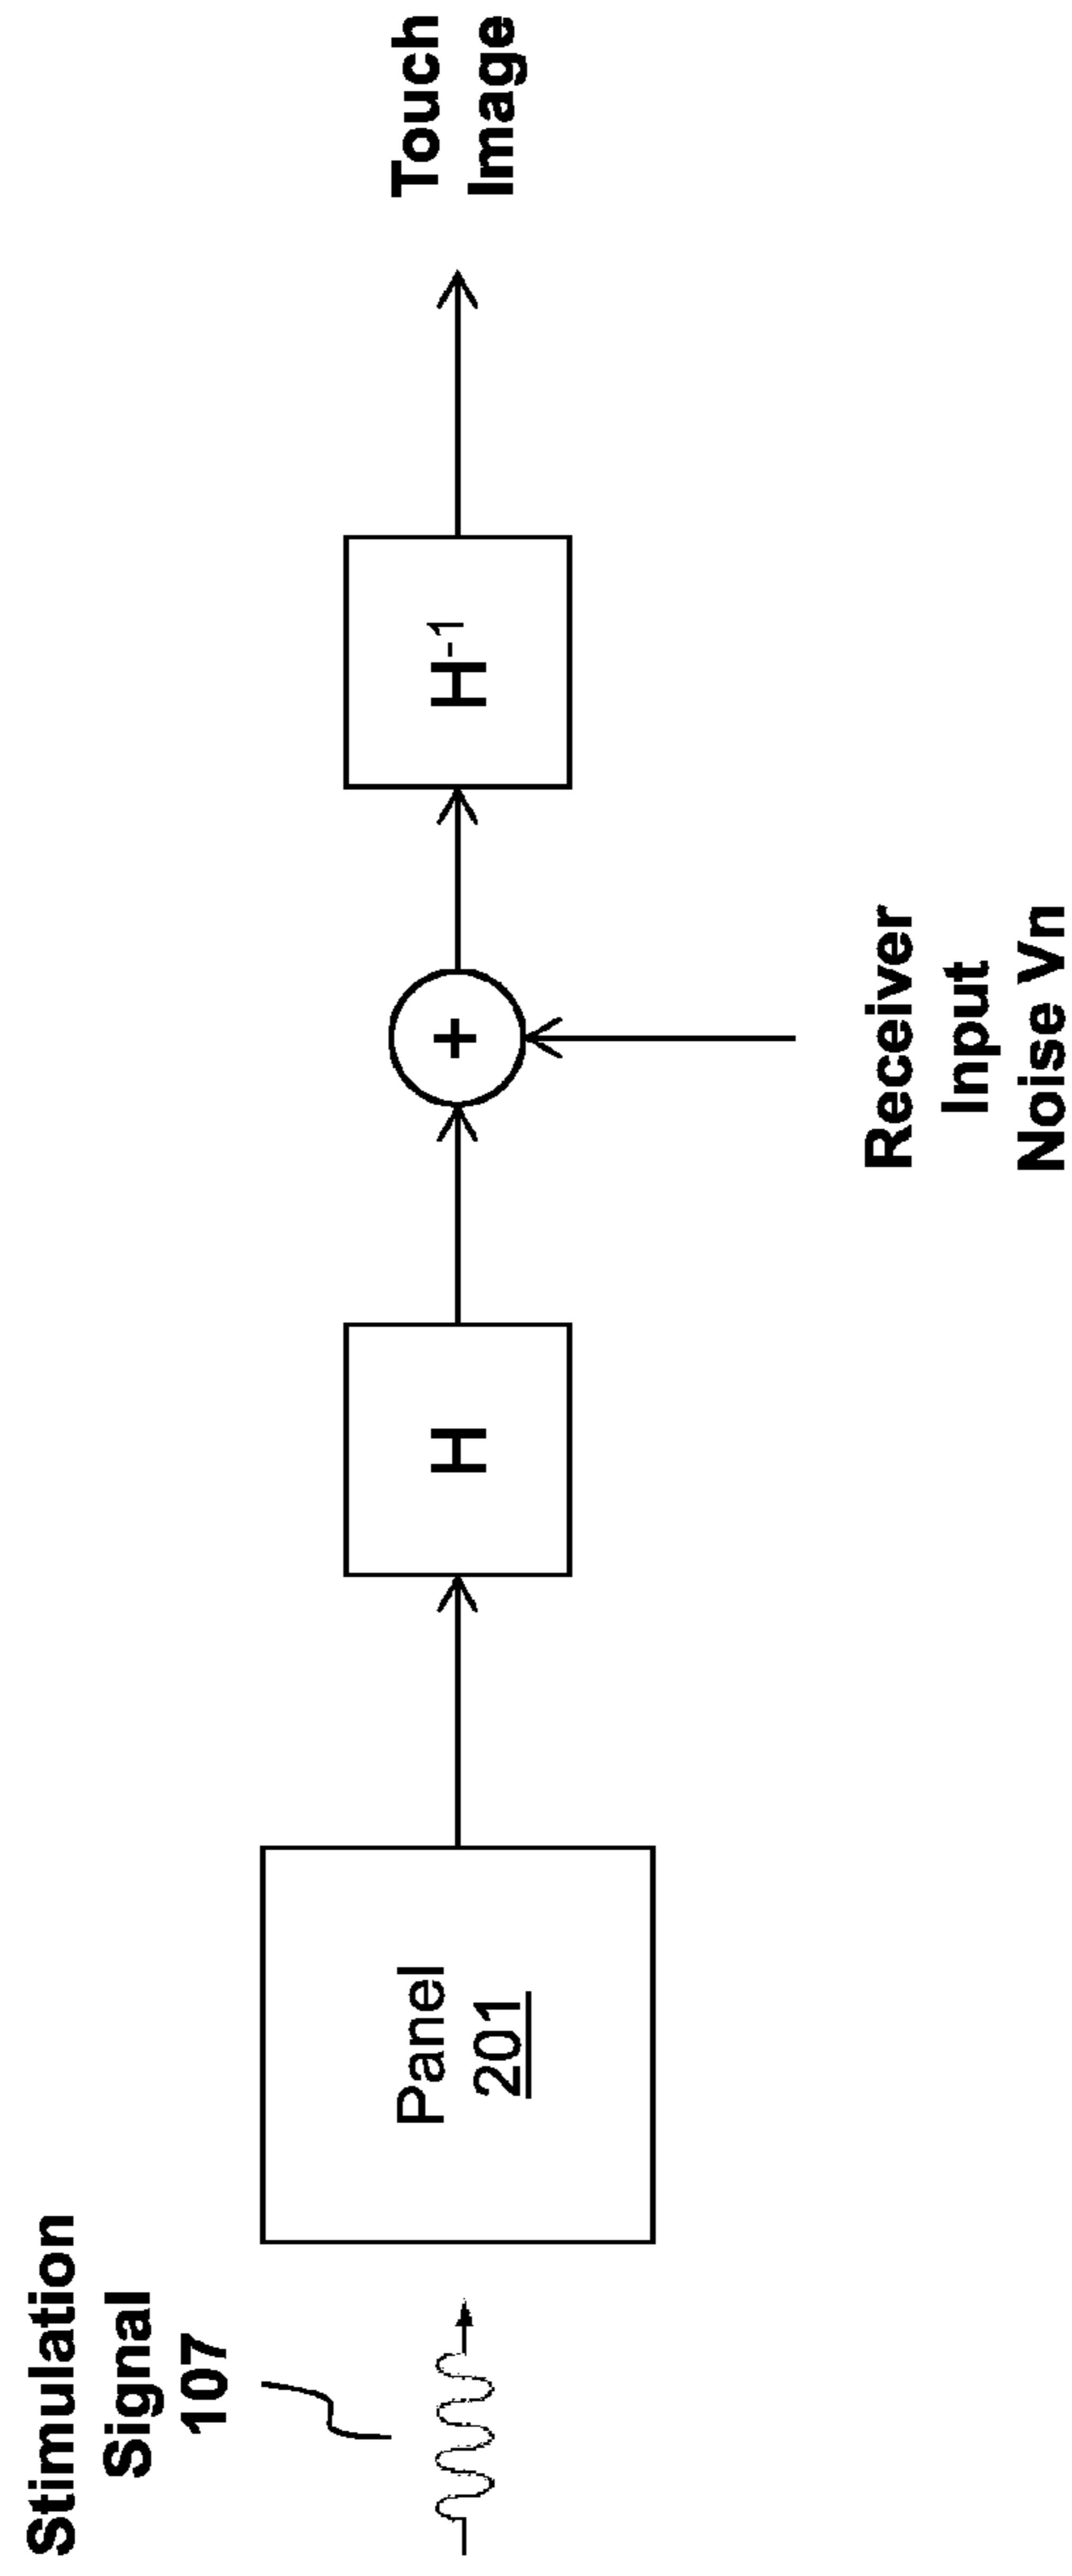 Stimulation
Signal
107
Panel
201
H
+
Receiver
Input
Noise Vn
H-1
Touch
Image